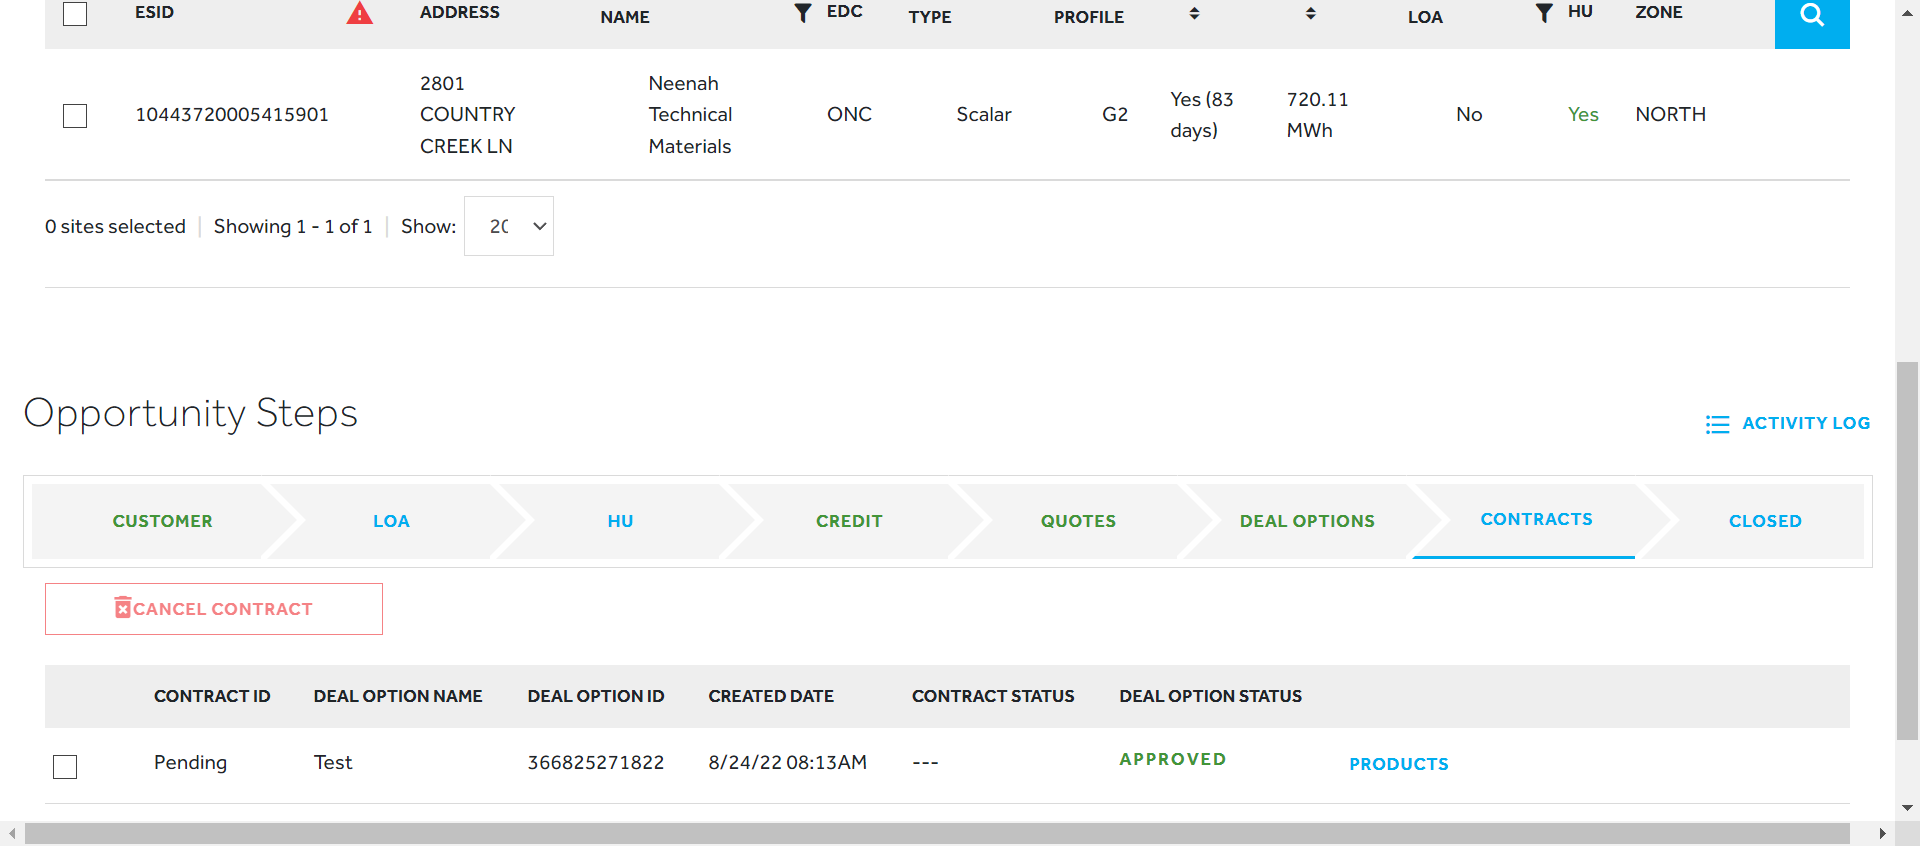 ESID ADDRESS NAME EDC TYPE PROFILE LOA HU ZONE
10443720005415901 2801 COUNTRY CREEK LN Neenah Technical Materials ONC Scalar G2 Yes (83 days) 720.11 MWh No Yes NORTH
0 sites selected Showing 1 - 1 of 1 Show: 20
Opportunity Steps
ACTIVITY LOG
CUSTOMER LOA HU CREDIT QUOTES DEAL OPTIONS CONTRACTS CLOSED
CANCEL CONTRACT
CONTRACT ID DEAL OPTION NAME DEAL OPTION ID CREATED DATE CONTRACT STATUS DEAL OPTION STATUS
Pending Test 366825271822 8/24/22 08:13AM --- APPROVED PRODUCTS